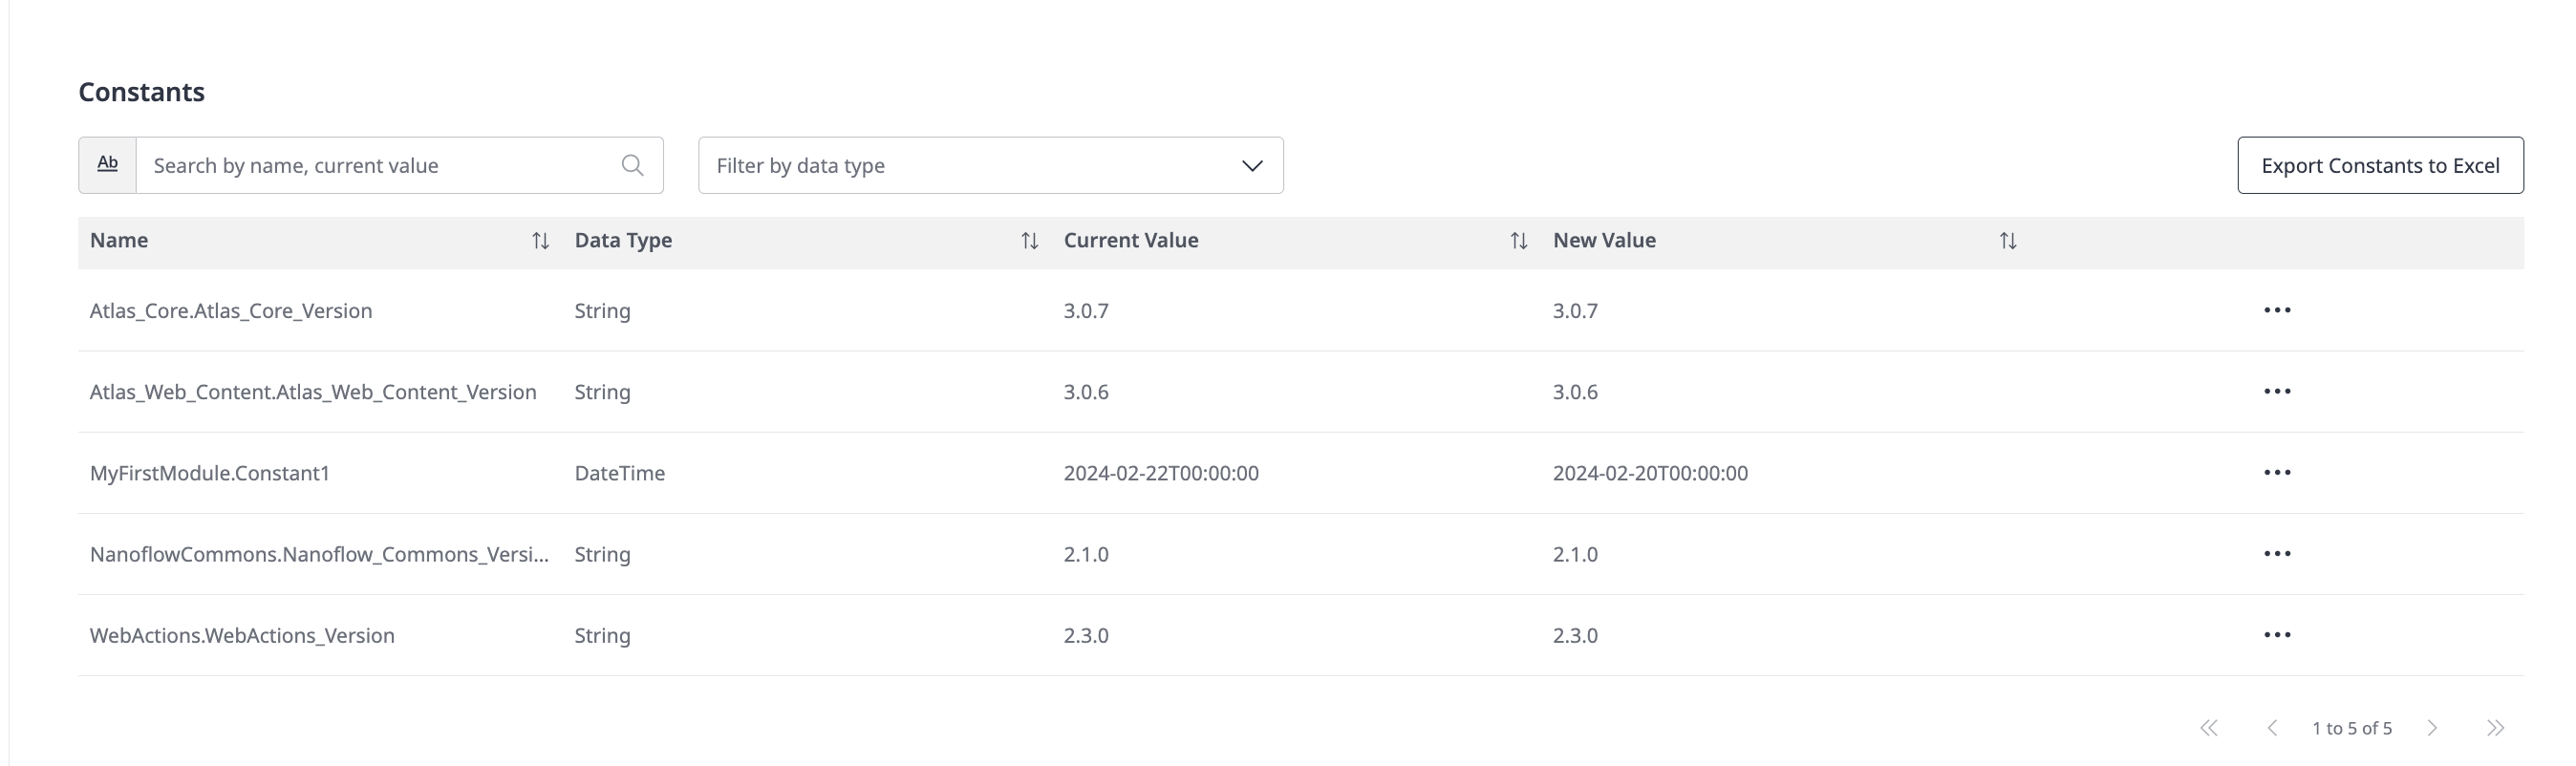 Constants
Ab Search by name, current value Filter by data type Export Constants to Excel
Name Data Type Current Value New Value
Atlas_Core.Atlas_Core_Version String 3.0.7 3.0.7
Atlas_Web_Content.Atlas_Web_Content_Version String 3.0.6 3.0.6
MyFirstModule.Constant1 DateTime 2024-02-22T00:00:00 2024-02-20T00:00:00
NanoflowCommons.Nanoflow_Commons_Versi... String 2.1.0 2.1.0
WebActions.WebActions_Version String 2.3.0 2.3.0
1 to 5 of 5